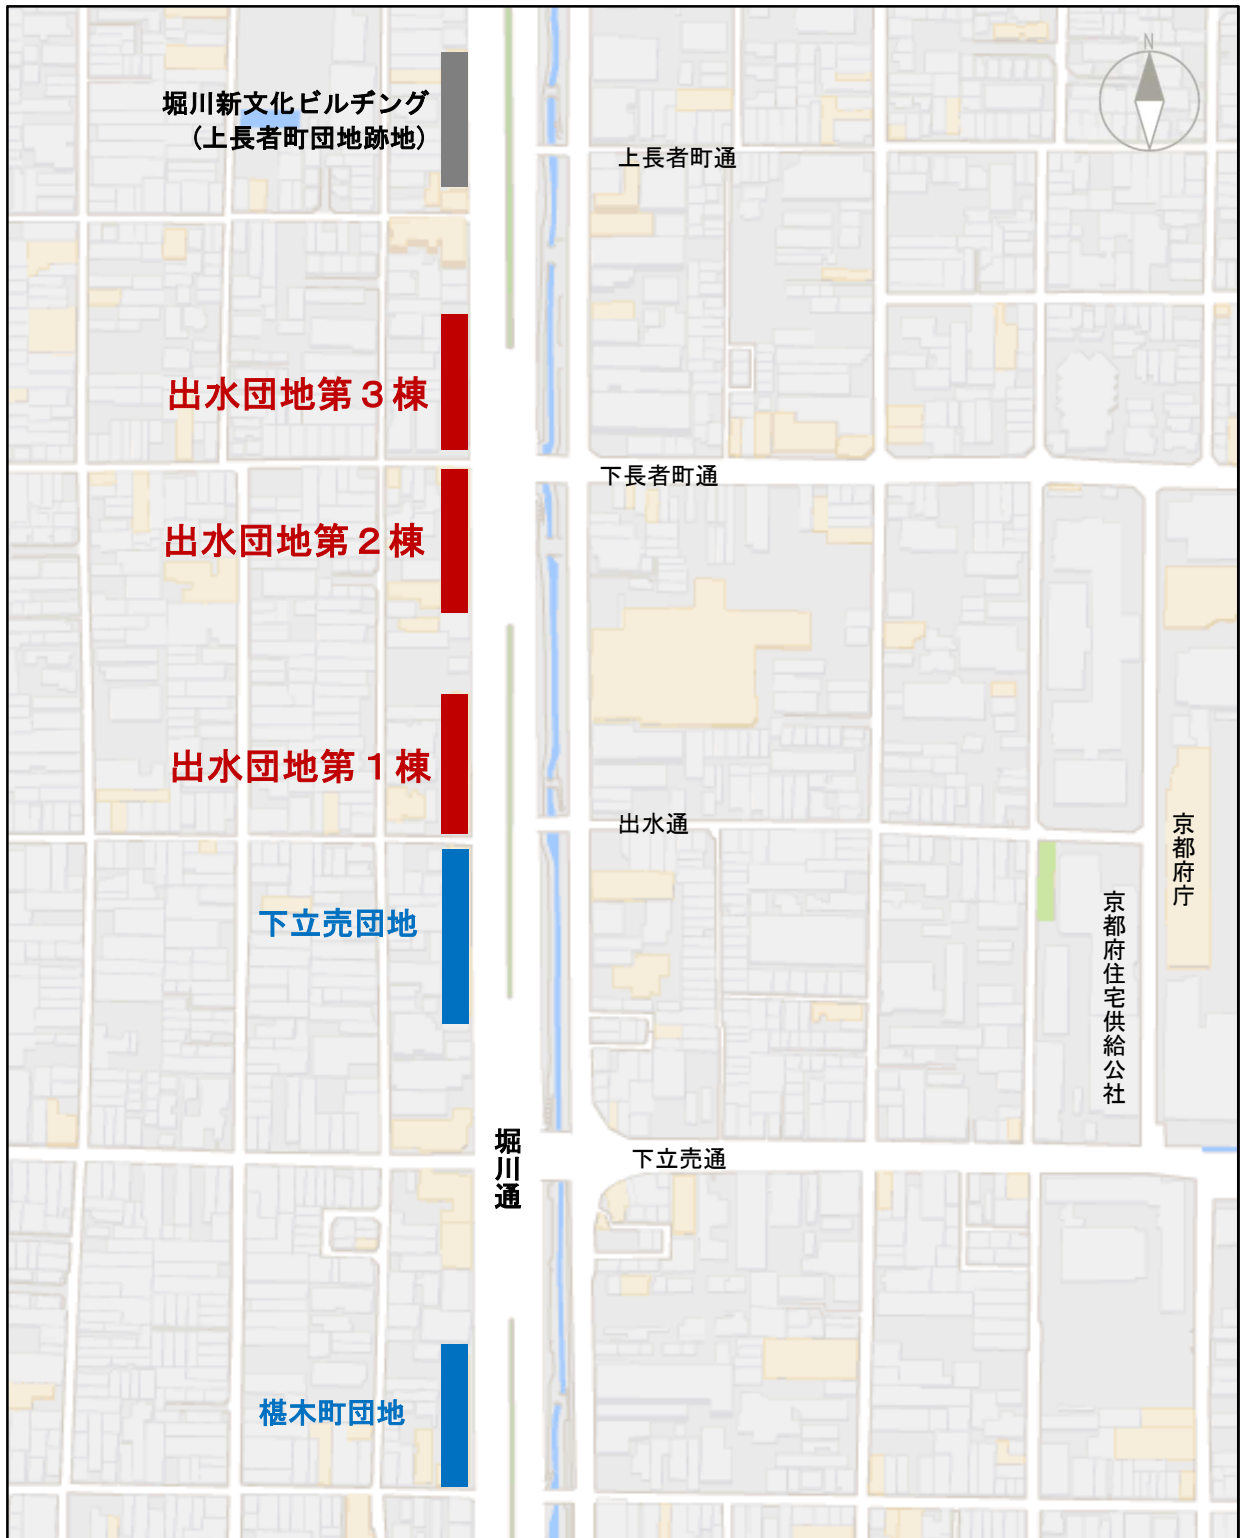 N
堀川新文化ビルヂング
(上長者町団地跡地)
上長者町通
出水団地第３棟
下長者町通
出水団地第２棟
出水団地第１棟
出水通
京都府庁
下立売団地
京都府住宅供給公社
堀川通
下立売通
椹木町団地